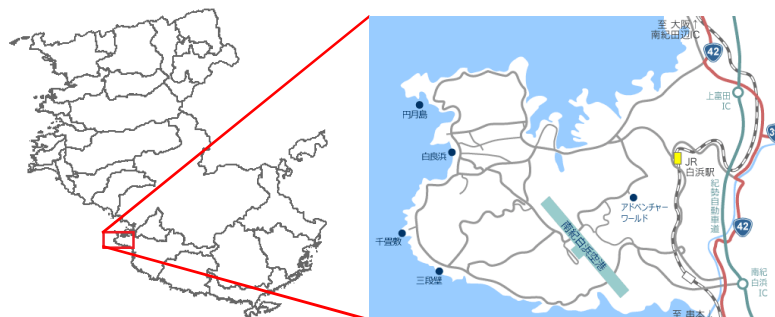 至 大阪↑
南紀田辺IC
42
上富田
IC
円月島
白良浜
JR
白浜駅
アドベンチャー
ワールド
紀勢自動車道
南紀白浜空港
千畳敷
42
三段壁
南紀
白浜
IC
至 串本